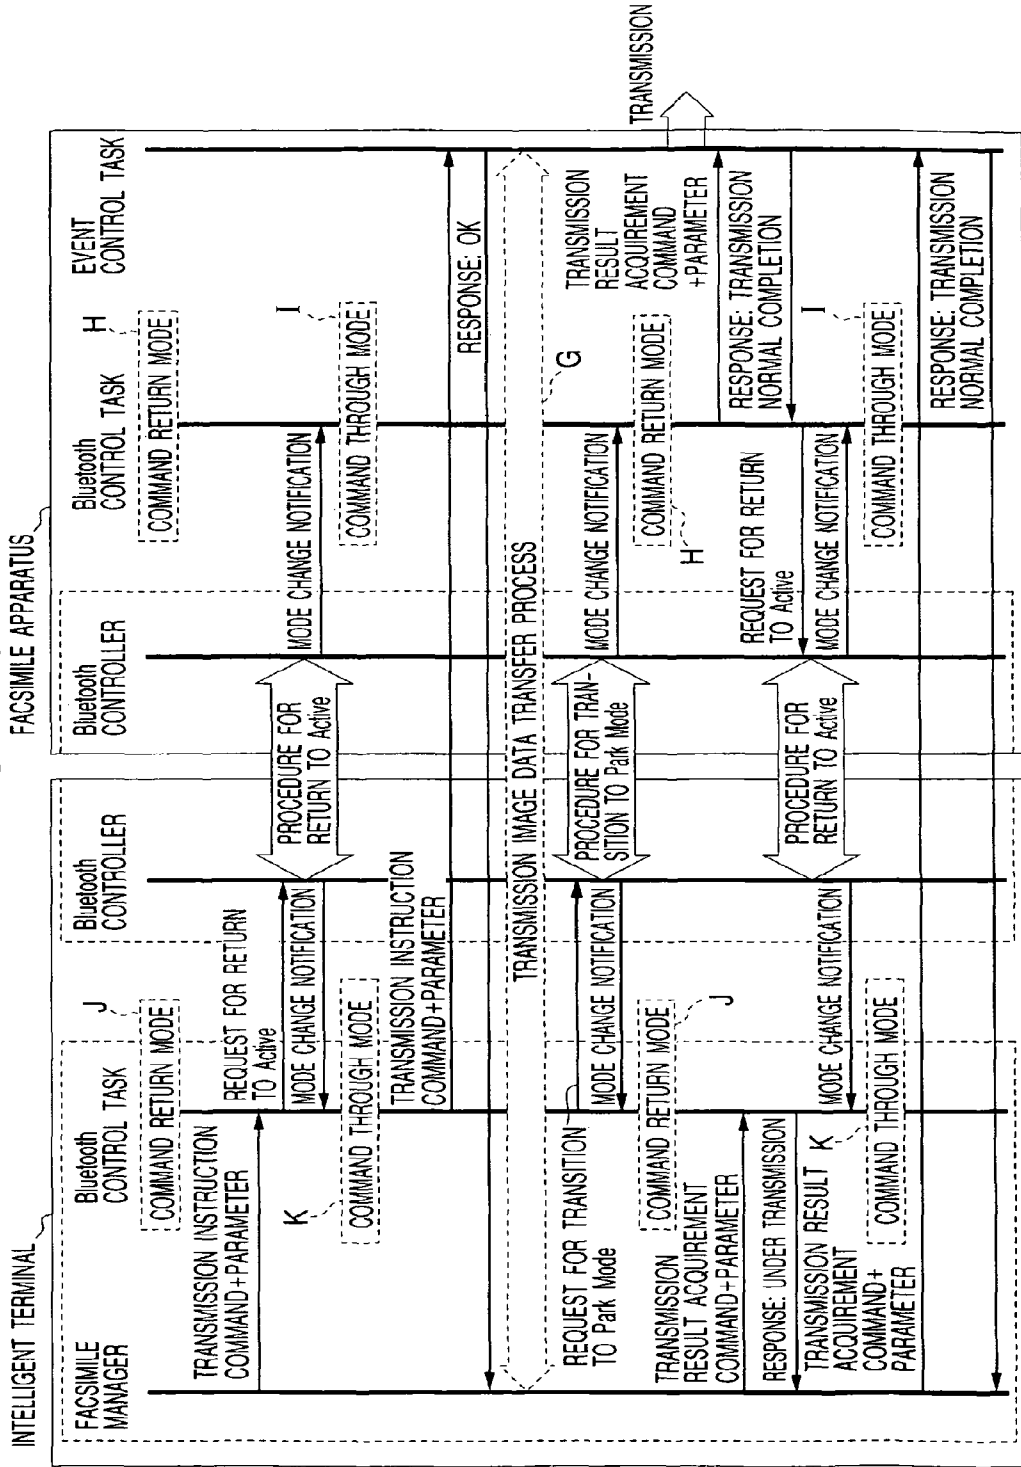 INTELLIGENT TERMINAL
FACSIMILE APPARATUS
FACSIMILE
MANAGER
Bluetooth
CONTROL TASK
Bluetooth
CONTROLLER
Bluetooth
CONTROLLER
Bluetooth
CONTROL TASK
EVENT
CONTROL TASK
COMMAND RETURN MODE
J
COMMAND RETURN MODE
H
TRANSMISSION INSTRUCTION
COMMAND+PARAMETER
REQUEST FOR RETURN
TO Active
PROCEDURE FOR
RETURN TO Active
MODE CHANGE NOTIFICATION
MODE CHANGE NOTIFICATION
K
COMMAND THROUGH MODE
I
COMMAND THROUGH MODE
TRANSMISSION INSTRUCTION
COMMAND+PARAMETER
RESPONSE: OK
TRANSMISSION IMAGE DATA TRANSFER PROCESS
G
REQUEST FOR TRANSITION
TO Park Mode
PROCEDURE FOR TRAN-
SITION TO Park Mode
MODE CHANGE NOTIFICATION
MODE CHANGE NOTIFICATION
COMMAND RETURN MODE
J
COMMAND RETURN MODE
H
TRANSMISSION
TRANSMISSION
RESULT
ACQUIREMENT
COMMAND
+PARAMETER
TRANSMISSION
RESULT ACQUIREMENT
COMMAND+PARAMETER
RESPONSE: UNDER TRANSMISSION
RESPONSE: TRANSMISSION
NORMAL COMPLETION
REQUEST FOR RETURN
TO Active
PROCEDURE FOR
RETURN TO Active
MODE CHANGE NOTIFICATION
MODE CHANGE NOTIFICATION
K
COMMAND THROUGH MODE
I
COMMAND THROUGH MODE
TRANSMISSION RESULT
ACQUIREMENT
COMMAND+
PARAMETER
RESPONSE: TRANSMISSION
NORMAL COMPLETION